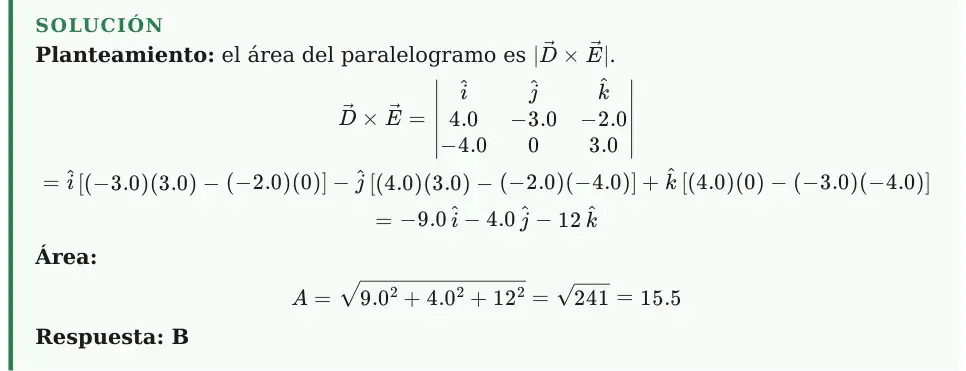 SOLUCIÓN
Planteamiento: el área del paralelogramo es |D⃗ × E⃗|.
D⃗ × E⃗ = | î ĵ k̂ |
| 4.0 −3.0 −2.0 |
| −4.0 0 3.0 |
= î [(−3.0)(3.0) − (−2.0)(0)] − ĵ [(4.0)(3.0) − (−2.0)(−4.0)] + k̂ [(4.0)(0) − (−3.0)(−4.0)]
= −9.0 î − 4.0 ĵ − 12 k̂
Área:
A = √(9.0² + 4.0² + 12²) = √241 = 15.5
Respuesta: B